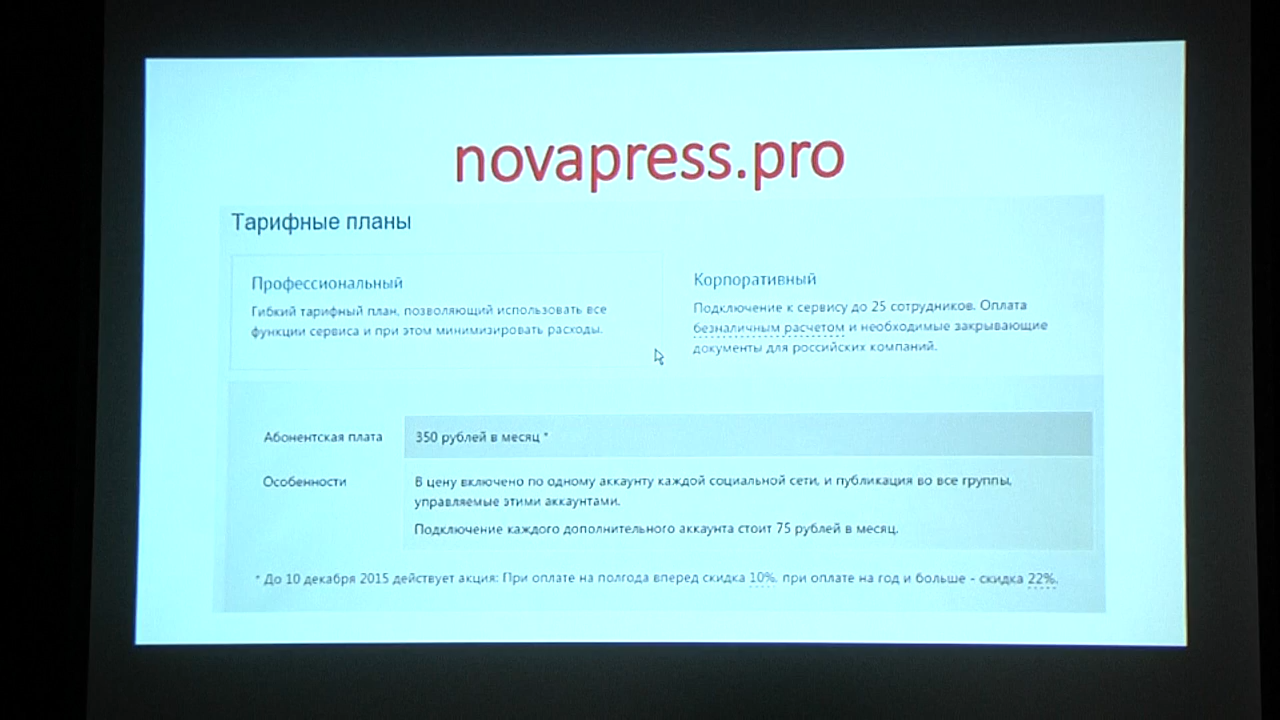 novapress.pro
Тарифные планы
Профессиональный
Гибкий тарифный план, позволяющий использовать все
функции сервиса и при этом минимизировать расходы.
Корпоративный
Подключение к сервису до 25 сотрудников. Оплата
безналичным расчетом и необходимые закрывающие
документы для российских компаний.
Абонентская плата
350 рублей в месяц *
Особенности
В цену включено по одному аккаунту каждой социальной сети, и публикация во все группы,
управляемые этими аккаунтами.
Подключение каждого дополнительного аккаунта стоит 75 рублей в месяц.
* До 10 декабря 2015 действует акция: При оплате на полгода вперед скидка 10%, при оплате на год и больше - скидка 22%.